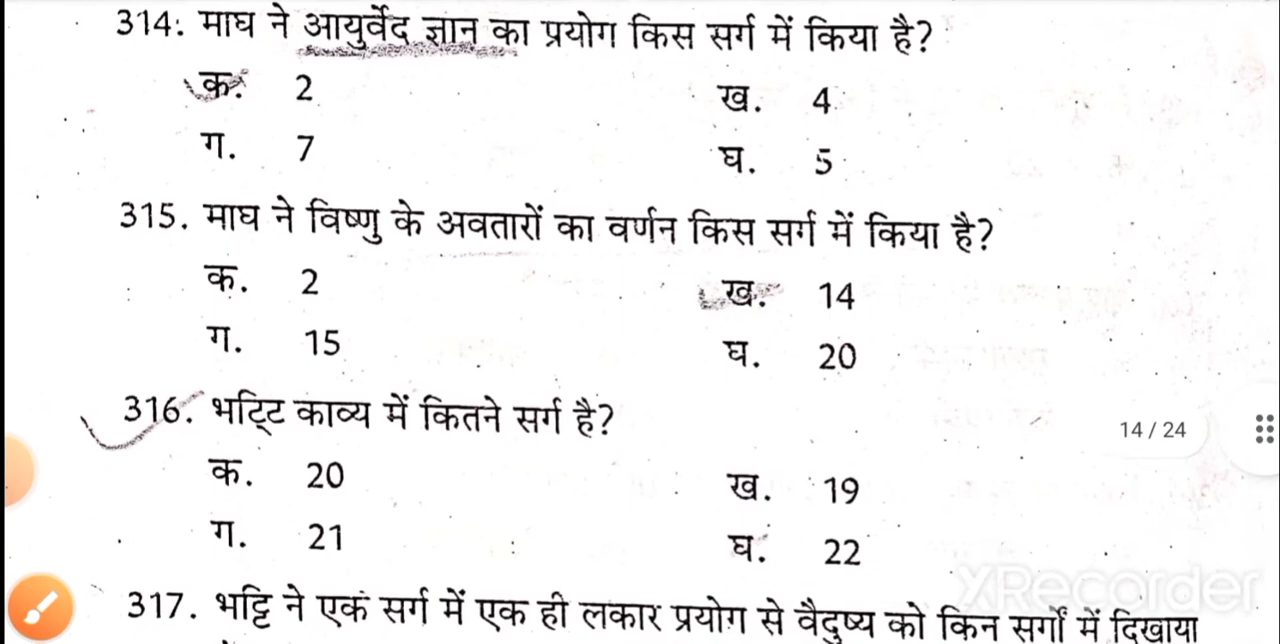 314. माघ ने आयुर्वेद ज्ञान का प्रयोग किस सर्ग में किया है?
क. 2 ख. 4
ग. 7 घ. 5
315. माघ ने विष्णु के अवतारों का वर्णन किस सर्ग में किया है?
क. 2 ख. 14
ग. 15 घ. 20
316. भट्टि काव्य में कितने सर्ग है?
14 / 24
क. 20 ख. 19
ग. 21 घ. 22
XRecorder
317. भट्टि ने एक सर्ग में एक ही लकार प्रयोग से वैदुष्य को किन सर्गों में दिखाया